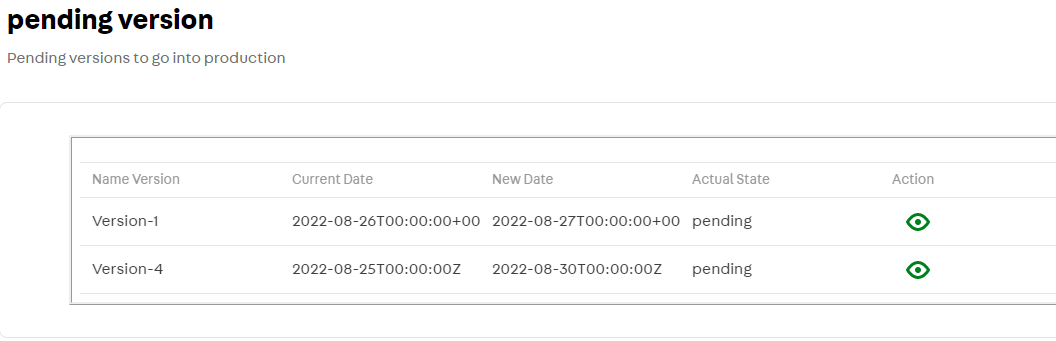 pending version
Pending versions to go into production
Name Version Current Date New Date Actual State Action
Version-1 2022-08-26T00:00:00+00 2022-08-27T00:00:00+00 pending
Version-4 2022-08-25T00:00:00Z 2022-08-30T00:00:00Z pending